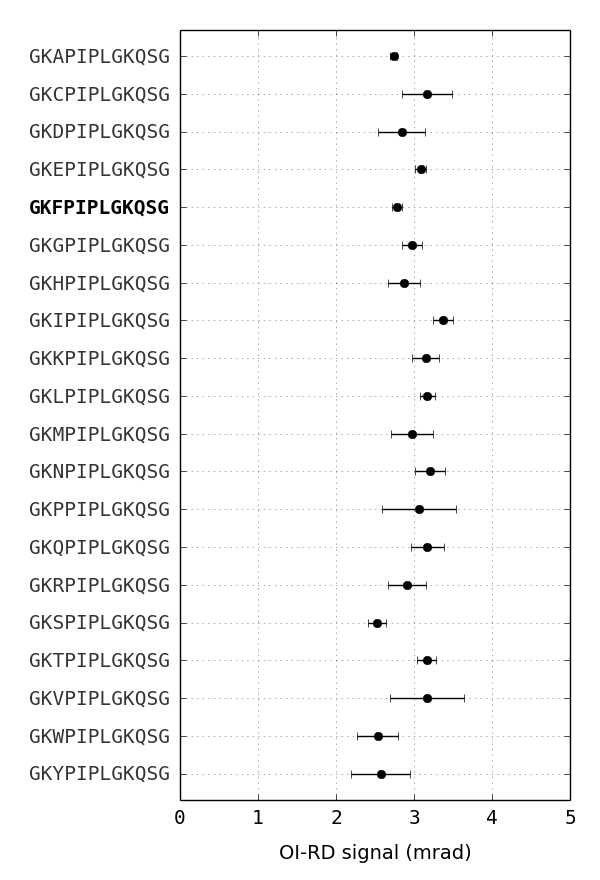 GKAPIPLGKQSG
GKCPIPLGKQSG
GKDPIPLGKQSG
GKEPIPLGKQSG
GKFPIPLGKQSG
GKGPIPLGKQSG
GKHPIPLGKQSG
GKIPIPLGKQSG
GKKPIPLGKQSG
GKLPIPLGKQSG
GKMPIPLGKQSG
GKNPIPLGKQSG
GKPPIPLGKQSG
GKQPIPLGKQSG
GKRPIPLGKQSG
GKSPIPLGKQSG
GKTPIPLGKQSG
GKVPIPLGKQSG
GKWPIPLGKQSG
GKYPIPLGKQSG
0 1 2 3 4 5
OI-RD signal (mrad)